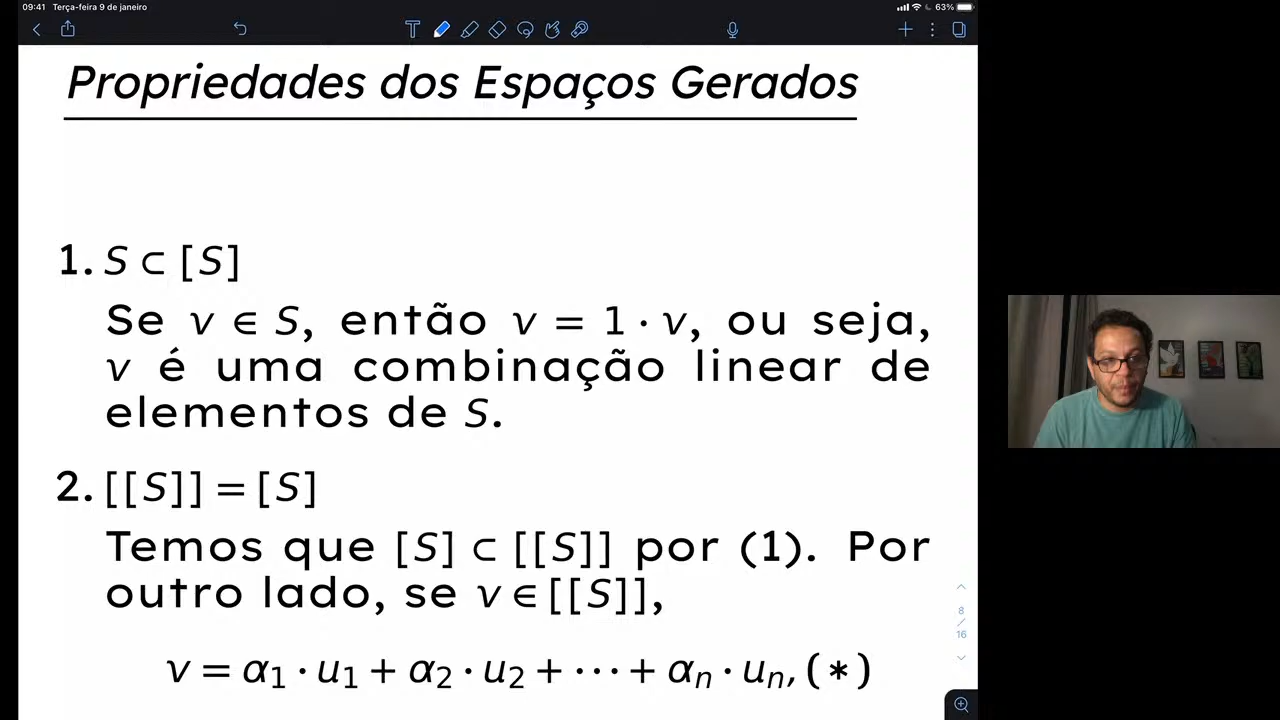 09:41 Terça-feira 9 de janeiro
63%
Propriedades dos Espaços Gerados
1. S ⊂ [S]
Se v ∈ S, então v = 1 · v, ou seja,
v é uma combinação linear de
elementos de S.
2. [[S]] = [S]
Temos que [S] ⊂ [[S]] por (1). Por
outro lado, se v ∈ [[S]],
v = α₁ · u₁ + α₂ · u₂ + ⋯ + αₙ · uₙ, (∗)
8
/
16